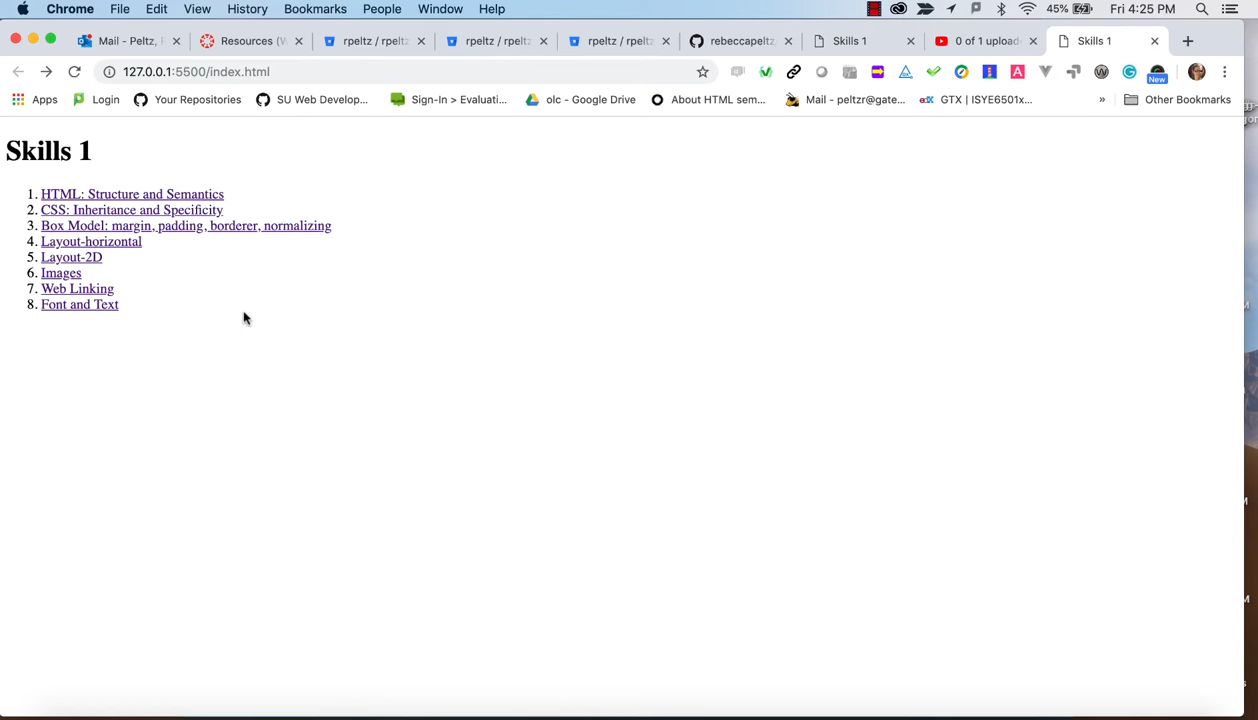 Chrome File Edit View History Bookmarks People Window Help 45% Fri 4:25 PM
Mail - Peltz, Resources (W rpeltz / rpeltz rpeltz / rpeltz rpeltz / rpeltz rebeccapeltz Skills 1 0 of 1 upload Skills 1
127.0.0.1:5500/index.html New
Apps Login Your Repositories SU Web Develop... Sign-In > Evaluati... olc - Google Drive About HTML sem... Mail - peltzr@gate... edX GTX | ISYE6501x... » Other Bookmarks
Skills 1
1. HTML: Structure and Semantics
2. CSS: Inheritance and Specificity
3. Box Model: margin, padding, borderer, normalizing
4. Layout-horizontal
5. Layout-2D
6. Images
7. Web Linking
8. Font and Text